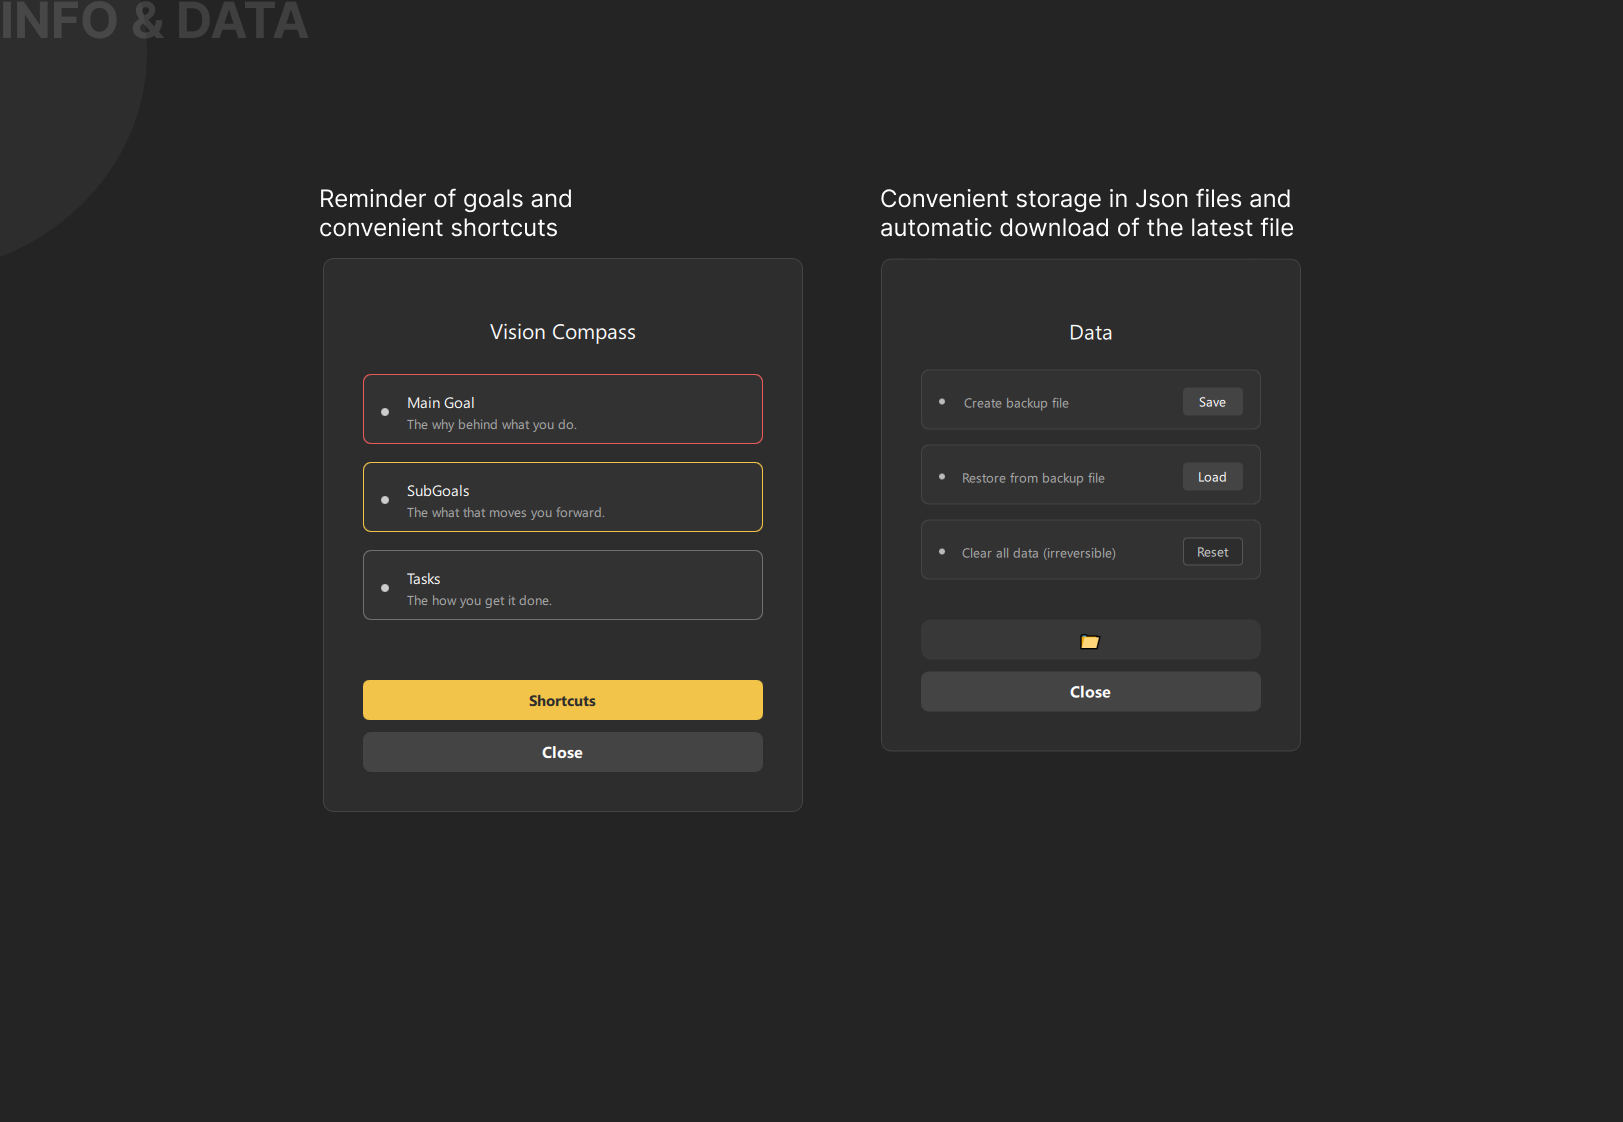 INFO & DATA
Reminder of goals and
convenient shortcuts
Vision Compass
Main Goal
The why behind what you do.
SubGoals
The what that moves you forward.
Tasks
The how you get it done.
Shortcuts
Close
Convenient storage in Json files and
automatic download of the latest file
Data
Create backup file
Save
Restore from backup file
Load
Clear all data (irreversible)
Reset
Close